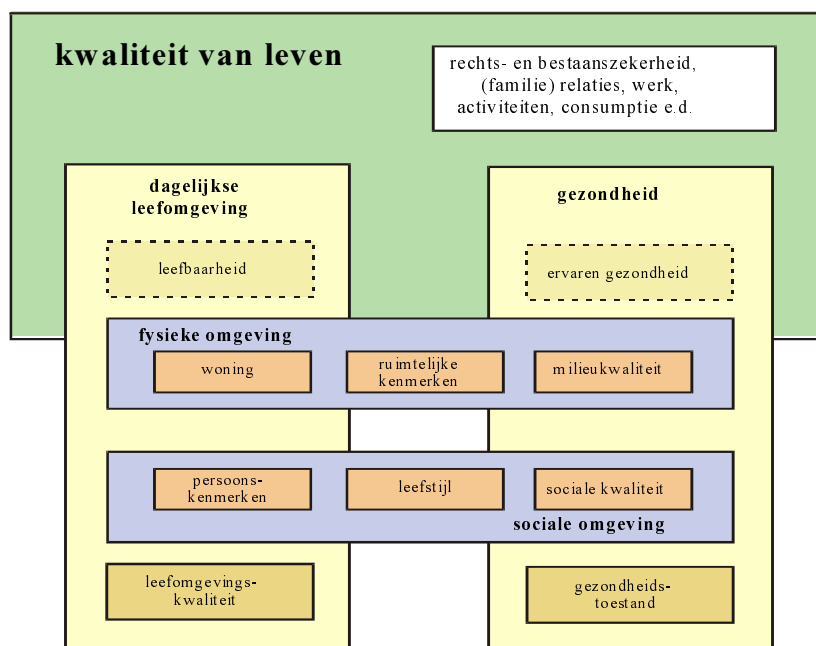 kwaliteit van leven
rechts- en bestaanszekerheid,
(familie) relaties, werk,
activiteiten, consumptie e.d.
dagelijkse
leefomgeving
gezondheid
leefbaarheid
ervaren gezondheid
fysieke omgeving
woning
ruimtelijke
kenmerken
milieukwaliteit
persoons-
kenmerken
leefstijl
sociale kwaliteit
sociale omgeving
leefomgevings-
kwaliteit
gezondheids-
toestand